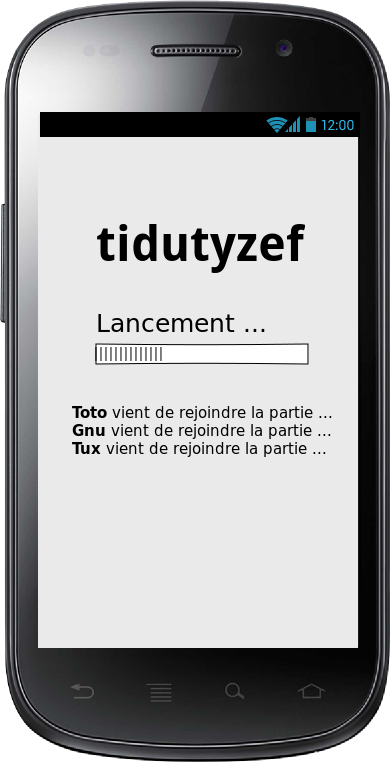 12:00
tidutyzef
Lancement ...
Toto vient de rejoindre la partie ...
Gnu vient de rejoindre la partie ...
Tux vient de rejoindre la partie ...